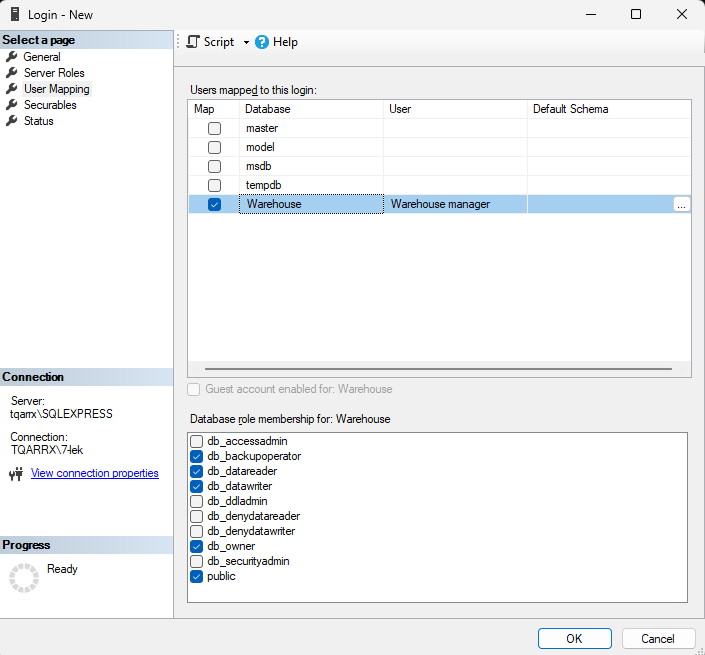 Login - New
Select a page
General
Server Roles
User Mapping
Securables
Status
Script Help
Users mapped to this login:
Map Database User Default Schema
master
model
msdb
tempdb
Warehouse Warehouse manager ...
Guest account enabled for: Warehouse
Database role membership for: Warehouse
db_accessadmin
db_backupoperator
db_datareader
db_datawriter
db_ddladmin
db_denydatareader
db_denydatawriter
db_owner
db_securityadmin
public
Connection
Server:
tqarrx\SQLEXPRESS
Connection:
TQARRX\7-lek
View connection properties
Progress
Ready
OK Cancel